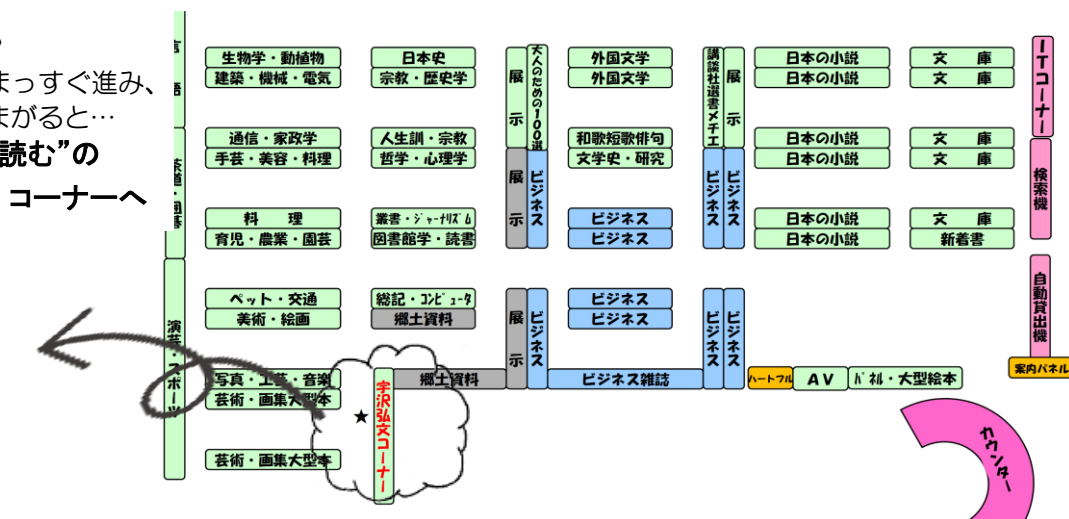 まっすぐ進み、
まがると…
読む”の
コーナーへ
言語
茶道・囲碁
演芸・スポーツ
生物学・動植物
建築・機械・電気
通信・家政学
手芸・美容・料理
料　理
育児・農業・園芸
ペット・交通
美術・絵画
写真・工芸・音楽
芸術・画集大型本
芸術・画集大型本
日本史
宗教・歴史学
人生訓・宗教
哲学・心理学
叢書・ジャーナリズム
図書館学・読書
総記・コンピュータ
郷土資料
郷土資料
★
宇沢弘文コーナー
展示
展示
展示
大人のための100選
ビジネス
ビジネス
外国文学
外国文学
和歌短歌俳句
文学史・研究
ビジネス
ビジネス
ビジネス
ビジネス
ビジネス雑誌
講談社選書メチエ
展示
ビジネス
ビジネス
ビジネス
ビジネス
日本の小説
日本の小説
日本の小説
日本の小説
日本の小説
日本の小説
文　庫
文　庫
文　庫
文　庫
文　庫
新着書
ハートフル
AV
パネル・大型絵本
ITコーナー
検索機
自動貸出機
案内パネル
カウンター